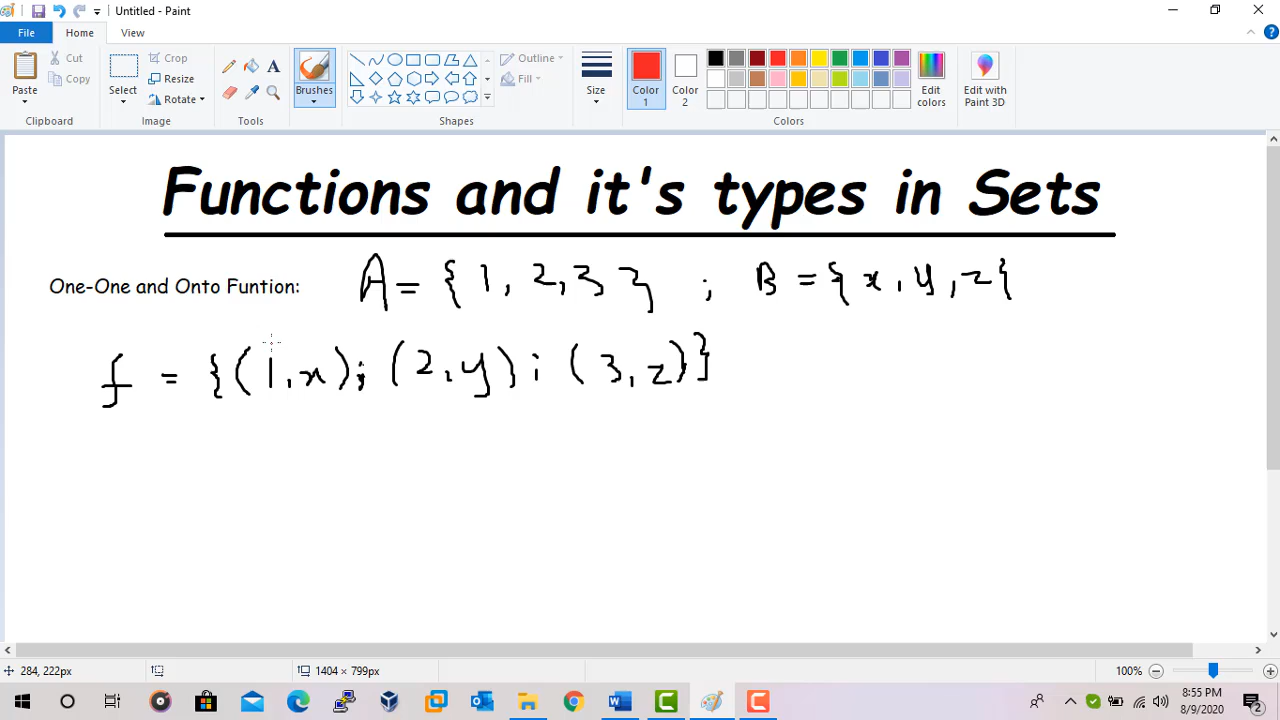 Untitled - Paint
File Home View
Paste Cut Copy Clipboard
Select Crop Resize Rotate Image
Tools
Brushes
Outline Fill Shapes
Size
Color 1 Color 2 Edit colors Colors
Edit with Paint 3D
Functions and it's types in Sets
One-One and Onto Funtion: A = {1, 2, 3} ; B = {x, y, z{
f = {(1, x); (2, y) ; (3, z)}
284, 222px 1404 × 799px 100%
8:55 PM
8/9/2020
2